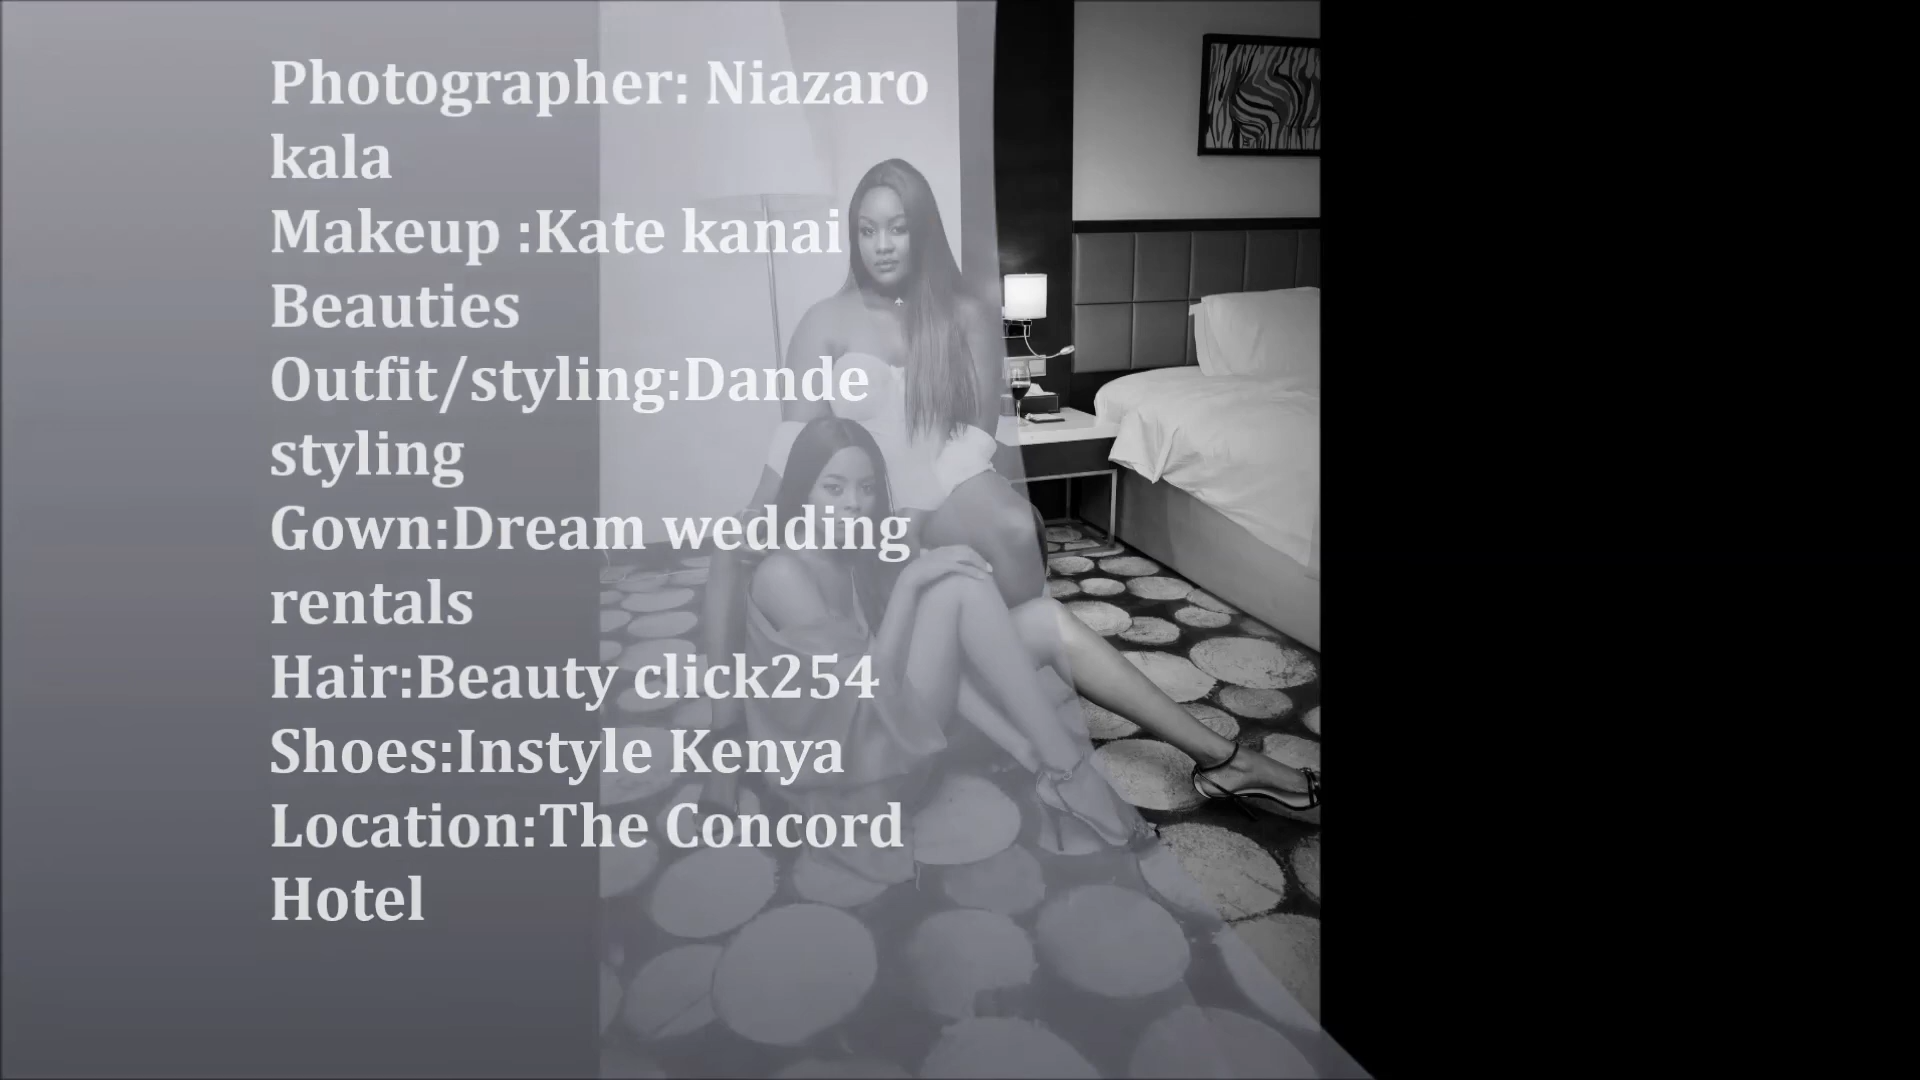 Photographer: Niazaro
kala
Makeup :Kate kanai
Beauties
Outfit/styling:Dande
styling
Gown:Dream wedding
rentals
Hair:Beauty click254
Shoes:Instyle Kenya
Location:The Concord
Hotel